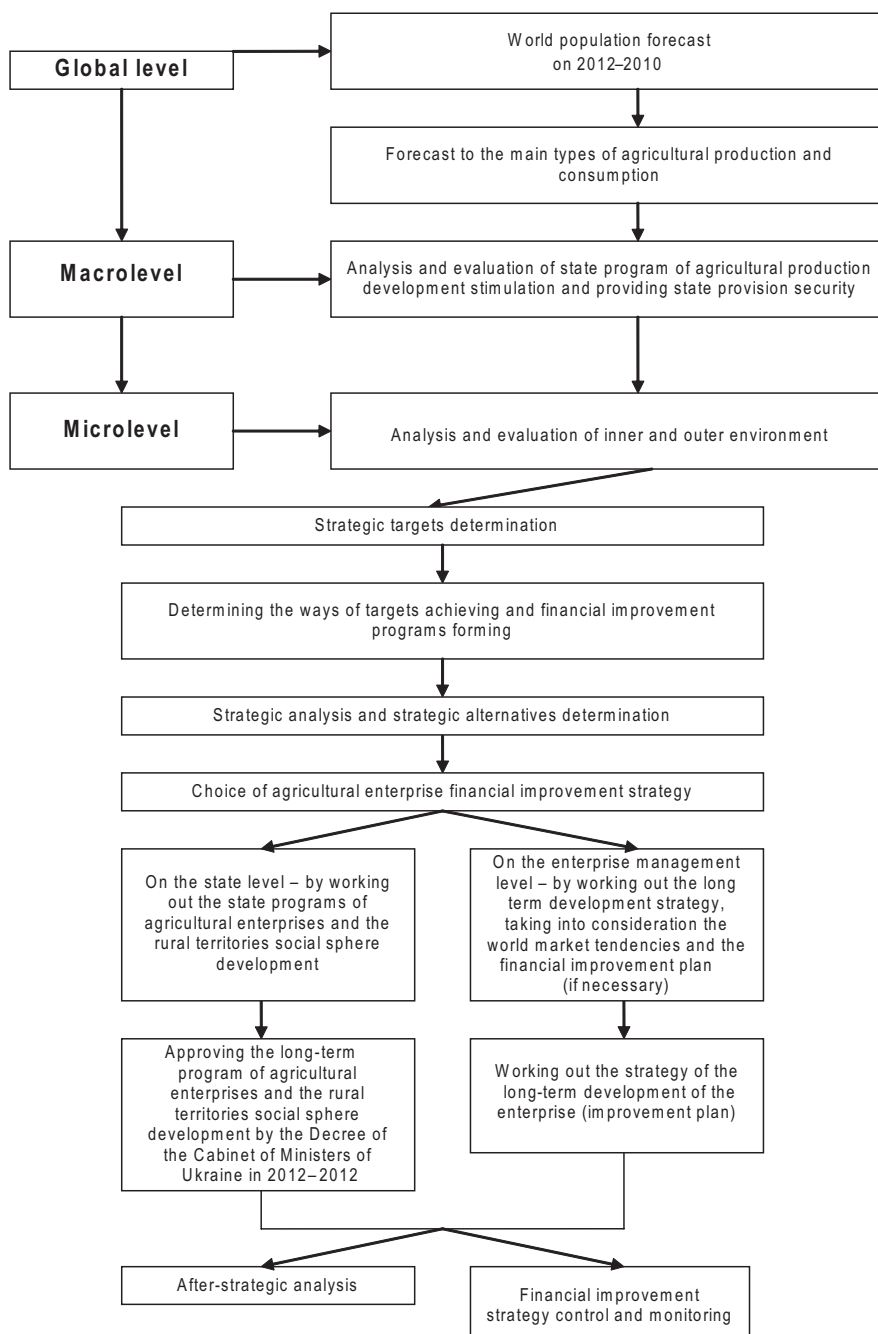 Global level
World population forecast
on 2012–2010
Forecast to the main types of agricultural production and
consumption
Macrolevel
Analysis and evaluation of state program of agricultural production
development stimulation and providing state provision security
Microlevel
Analysis and evaluation of inner and outer environment
Strategic targets determination
Determining the ways of targets achieving and financial improvement
programs forming
Strategic analysis and strategic alternatives determination
Choice of agricultural enterprise financial improvement strategy
On the state level – by working
out the state programs of
agricultural enterprises and the
rural territories social sphere
development
On the enterprise management
level – by working out the long
term development strategy,
taking into consideration the
world market tendencies and the
financial improvement plan
(if necessary)
Approving the long-term
program of agricultural
enterprises and the rural
territories social sphere
development by the Decree of
the Cabinet of Ministers of
Ukraine in 2012–2012
Working out the strategy of the
long-term development of the
enterprise (improvement plan)
After-strategic analysis
Financial improvement
strategy control and monitoring